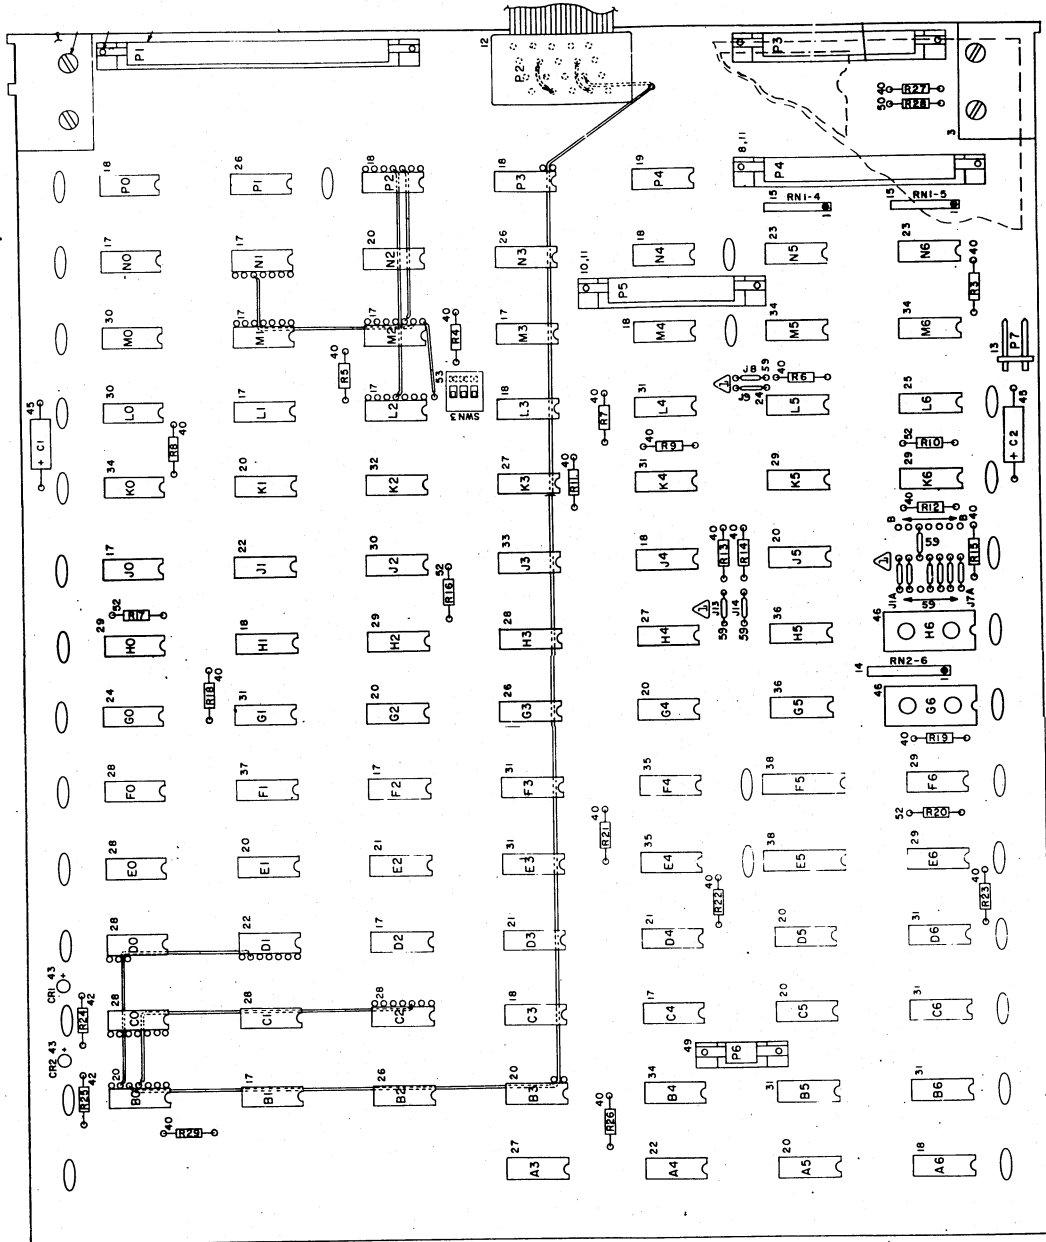 P1
12
P2
P3
40 R27
50 R28
3
8,11
P4
15 RN1-4 1
15 RN1-5 1
18 P0
26 P1
18 P2
18 P3
19 P4
17 N0
17 N1
20 N2
26 N3
18 N4
23 N5
23 N6
40 R3
10,11
P5
30 M0
17 M1
17 M2
40 R4
17 M3
18 M4
34 M5
34 M6
13 P7
40 R5
53
SWN3
J8 59
J9 24
40 R6
45 + C1
30 L0
17 L1
17 L2
18 L3
40 R7
31 L4
L5
25 L6
45 + C2
40 R8
40 R9
52 R10
34 K0
20 K1
32 K2
27 K3
40 R11
31 K4
29 K5
29 K6
40 R12
B B
59
40 R15
17 J0
22 J1
30 J2
52 R16
33 J3
18 J4
40 R13
40 R14
20 J5
1
J1A 59 J7A
52 R17
1
J13 59
J14 59
29 H0
18 H1
29 H2
28 H3
27 H4
36 H5
46 H6
14 RN2-6 1
40 R18
24 G0
31 G1
20 G2
26 G3
20 G4
36 G5
46 G6
40 R19
28 F0
37 F1
17 F2
31 F3
35 F4
38 F5
29 F6
40 R21
52 R20
28 E0
20 E1
21 E2
31 E3
35 E4
38 E5
29 E6
40 R22
40 R23
28 D0
22 D1
17 D2
21 D3
21 D4
20 D5
31 D6
CR1 43 +
42 R24
28 C0
28 C1
28 C2
18 C3
17 C4
20 C5
31 C6
CR2 43 +
49 P6
42 R25
20 B0
17 B1
26 B2
20 B3
34 B4
31 B5
31 B6
40 R29
40 R26
27 A3
22 A4
20 A5
18 A6